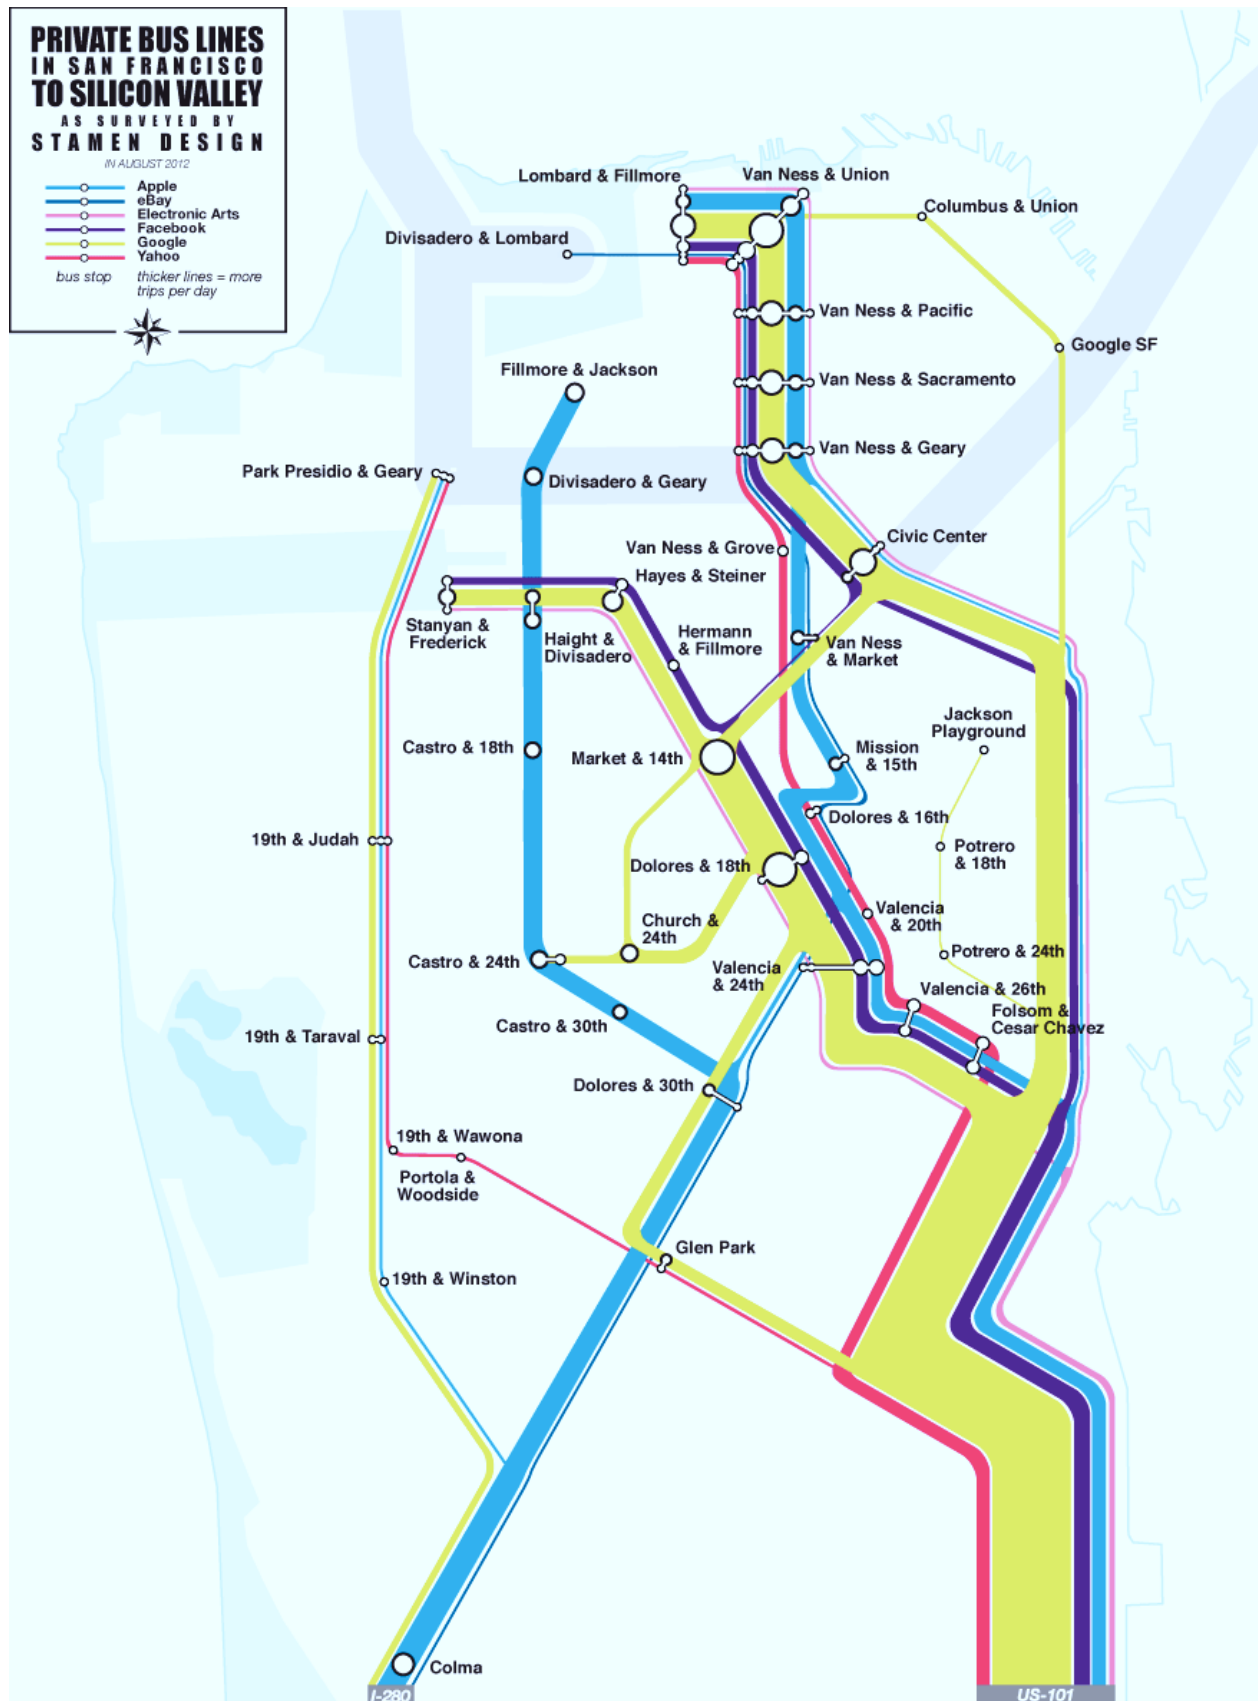 PRIVATE BUS LINES
IN SAN FRANCISCO
TO SILICON VALLEY
AS SURVEYED BY
STAMEN DESIGN
IN AUGUST 2012
Apple
eBay
Electronic Arts
Facebook
Google
Yahoo
bus stop
thicker lines = more
trips per day
Lombard & Fillmore
Van Ness & Union
Columbus & Union
Divisadero & Lombard
Van Ness & Pacific
Google SF
Fillmore & Jackson
Van Ness & Sacramento
Van Ness & Geary
Park Presidio & Geary
Divisadero & Geary
Civic Center
Van Ness & Grove
Hayes & Steiner
Stanyan &
Frederick
Haight &
Divisadero
Hermann
& Fillmore
Van Ness
& Market
Jackson
Playground
Castro & 18th
Market & 14th
Mission
& 15th
Dolores & 16th
19th & Judah
Potrero
& 18th
Dolores & 18th
Valencia
& 20th
Church &
24th
Castro & 24th
Valencia
& 24th
Potrero & 24th
Valencia & 26th
Folsom &
Cesar Chavez
Castro & 30th
19th & Taraval
Dolores & 30th
19th & Wawona
Portola &
Woodside
Glen Park
19th & Winston
Colma
I-280
US-101